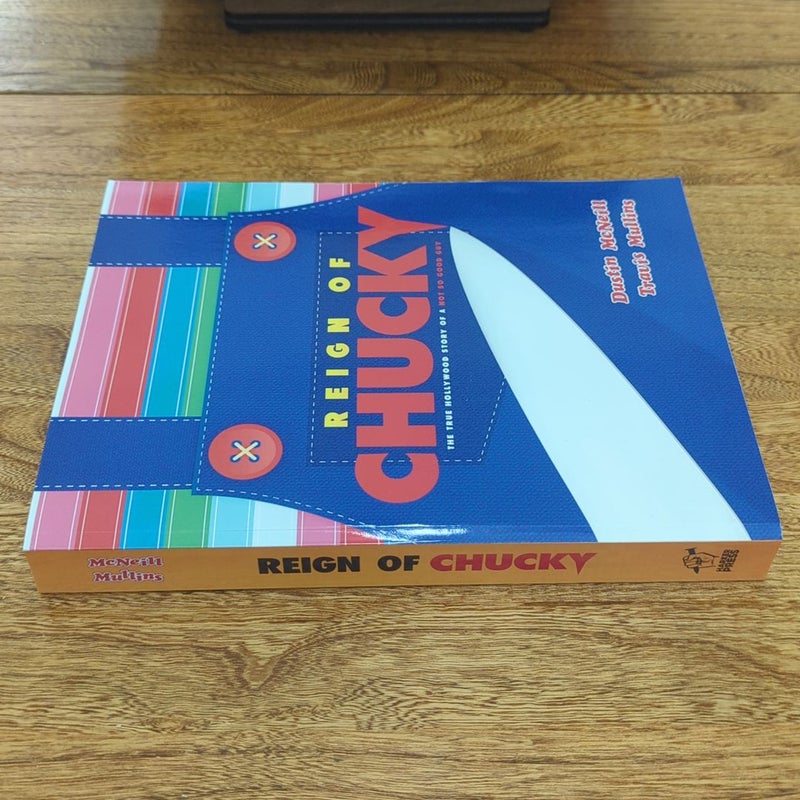 REIGN OF
CHUCKY
THE TRUE HOLLYWOOD STORY OF A NOT SO GOOD GUY
Dustin McNeill
Travis Mullins
McNeill
Mullins
REIGN OF CHUCKY
HARKER
PRESS